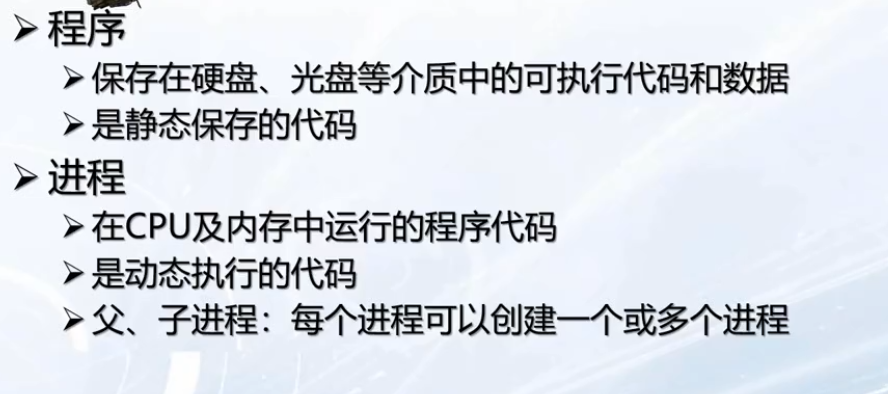 程序
保存在硬盘、光盘等介质中的可执行代码和数据
是静态保存的代码
进程
在CPU及内存中运行的程序代码
是动态执行的代码
父、子进程：每个进程可以创建一个或多个进程